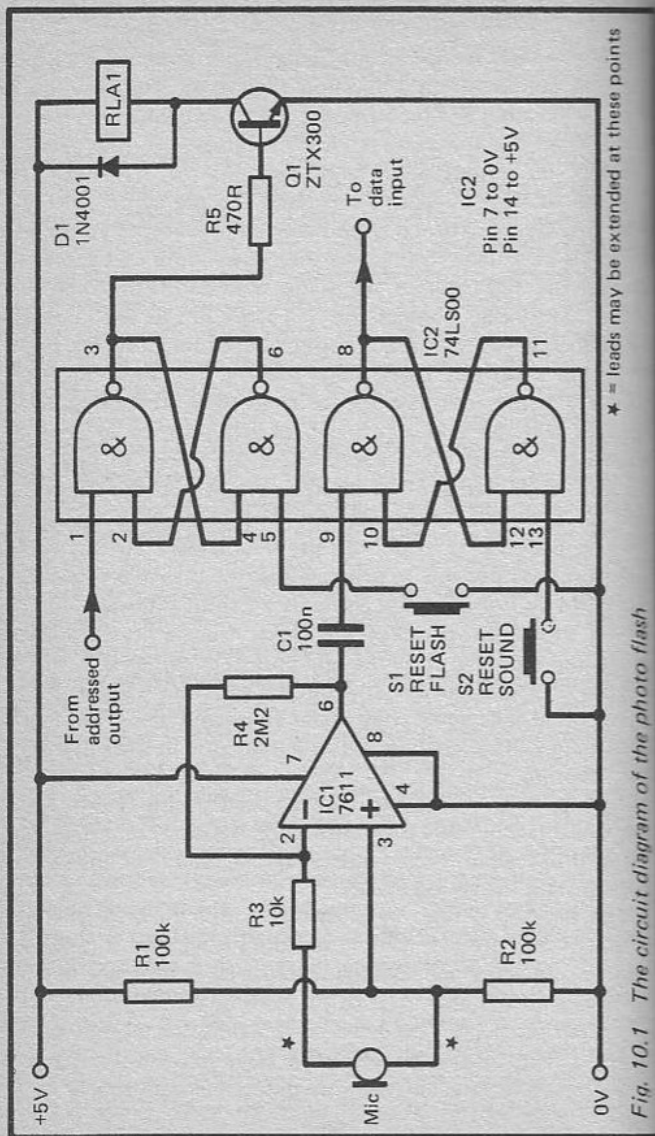 +5V
From
addressed
output
R1
100k
Mic
*
*
R3
10k
R2
100k
0V
2
3
IC1
7611
−
+
7
6
4
8
R4
2M2
C1
100n
S1
RESET
FLASH
S2
RESET
SOUND
1
2
4
5
9
10
12
13
&
&
&
&
3
6
8
11
IC2
74LS00
D1
1N4001
RLA1
R5
470R
Q1
ZTX300
To
data
input
IC2
Pin 7 to 0V
Pin 14 to +5V
* = leads may be extended at these points
Fig. 10.1 The circuit diagram of the photo flash